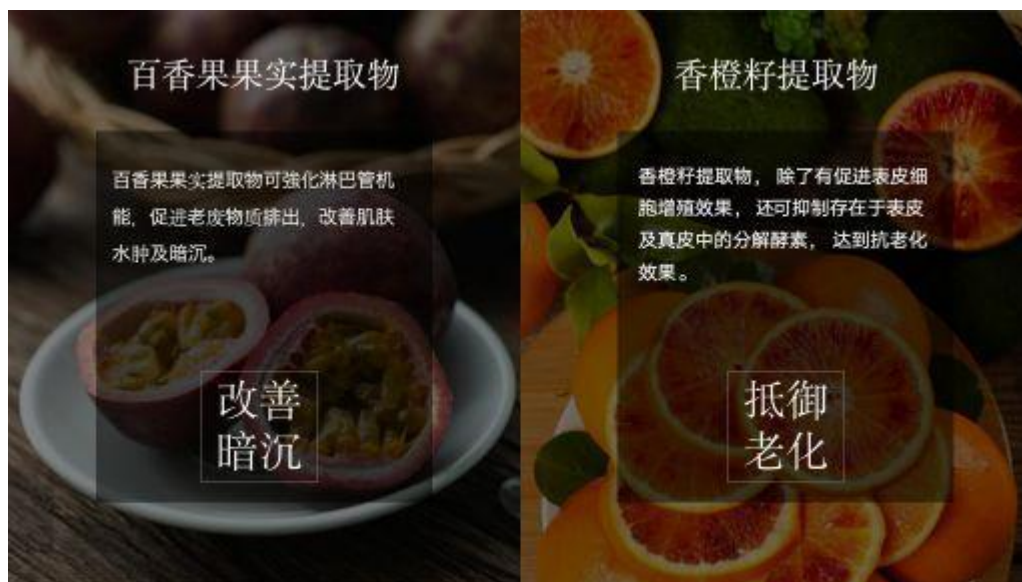 百香果果实提取物
百香果果实提取物可強化淋巴管机
能，促进老废物质排出，改善肌肤
水肿及暗沉。
改善
暗沉
香橙籽提取物
香橙籽提取物，除了有促进表皮细
胞增殖效果，还可抑制存在于表皮
及真皮中的分解酵素，达到抗老化
效果。
抵御
老化